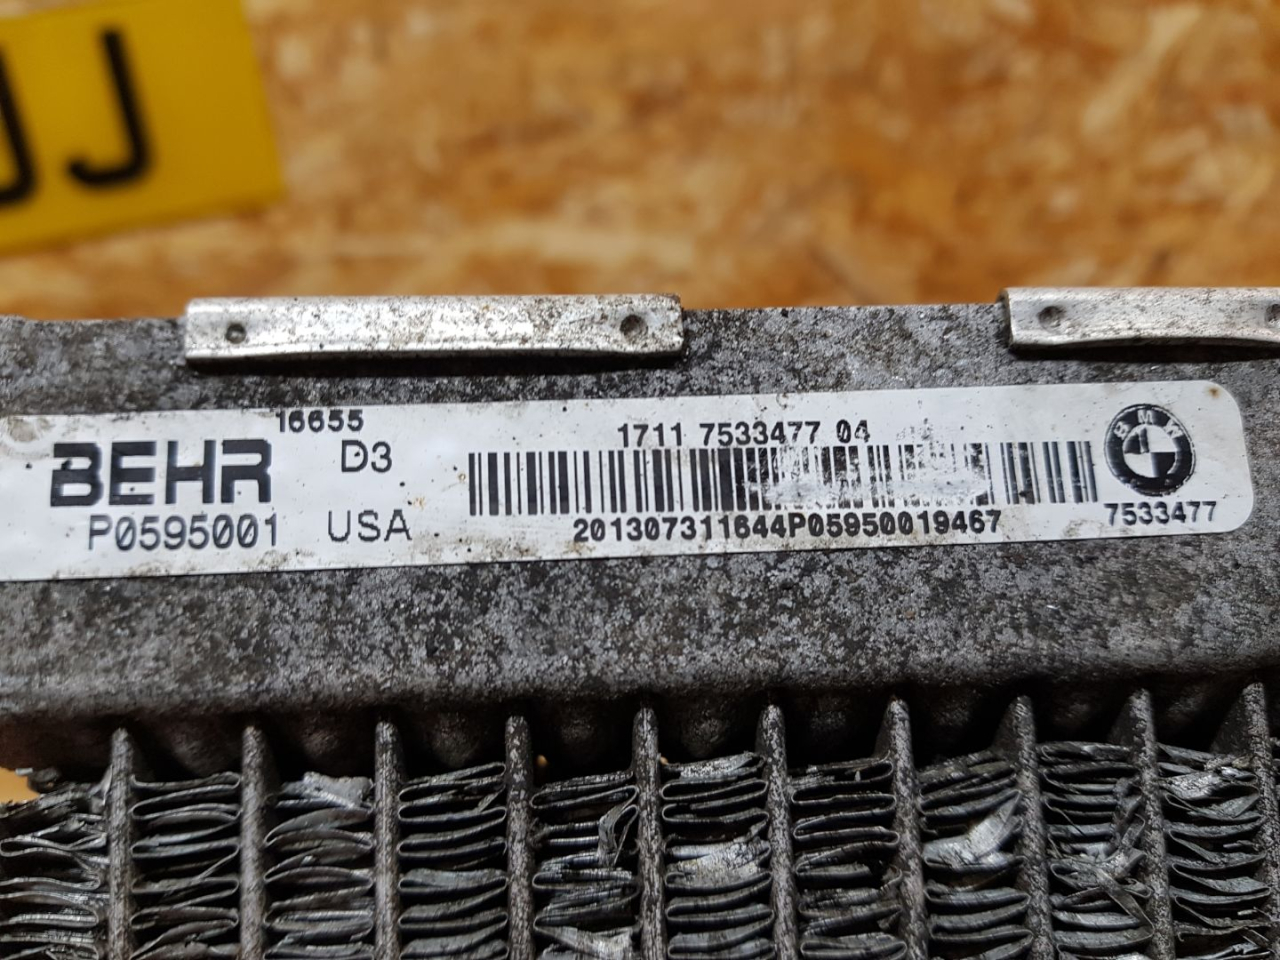 J
16655
BEHR D3
P0595001 USA
1711 7533477 04
201307311644P05950019467
BMW
7533477